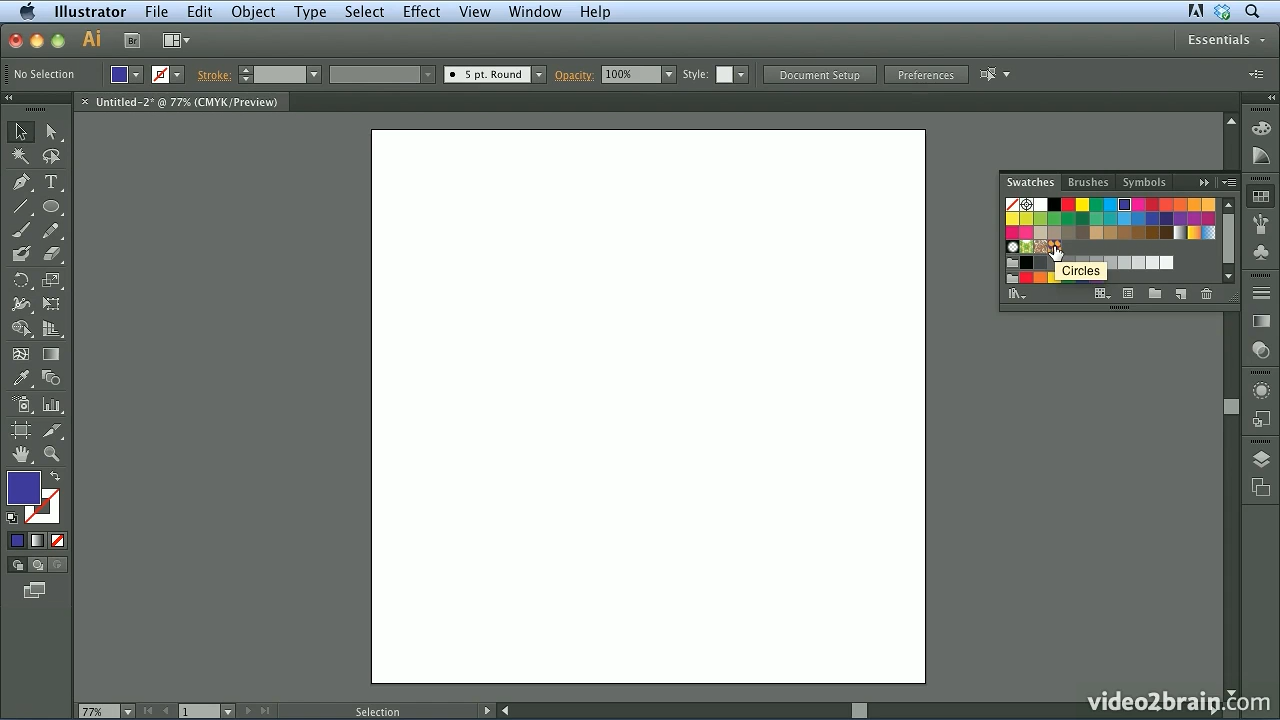 Illustrator File Edit Object Type Select Effect View Window Help
Ai Br Essentials
No Selection Stroke: 5 pt. Round Opacity: 100% Style: Document Setup Preferences
Untitled-2* @ 77% (CMYK/Preview)
Swatches Brushes Symbols
Circles
77% 1 Selection
video2brain.com